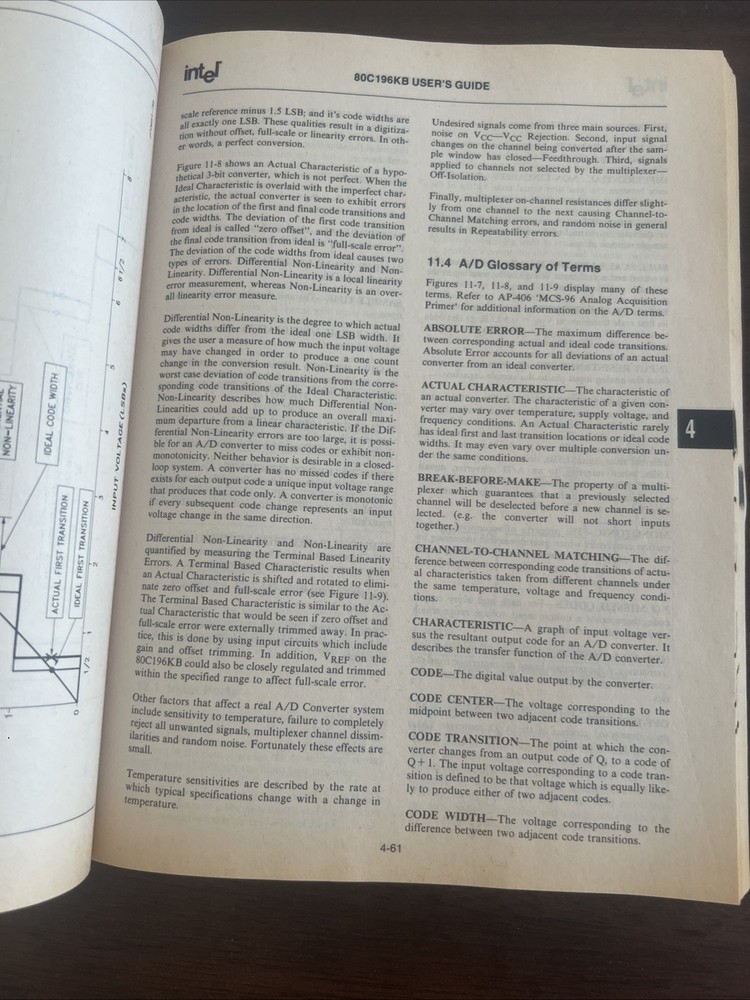 NON-LINEARITY
IDEAL CODE WIDTH
INPUT VOLTAGE (LSBs)
ACTUAL FIRST TRANSITION
IDEAL FIRST TRANSITION
1/2
1
2
3
4
5
6
6 1/2
7
8
0
intel
80C196KB USER'S GUIDE
scale reference minus 1.5 LSB; and it's code widths are
all exactly one LSB. These qualities result in a digitiza-
tion without offset, full-scale or linearity errors. In oth-
er words, a perfect conversion.
Figure 11-8 shows an Actual Characteristic of a hypo-
thetical 3-bit converter, which is not perfect. When the
Ideal Characteristic is overlaid with the imperfect char-
acteristic, the actual converter is seen to exhibit errors
in the location of the first and final code transitions and
code widths. The deviation of the first code transition
from ideal is called "zero offset", and the deviation of
the final code transition from ideal is "full-scale error".
The deviation of the code widths from ideal causes two
types of errors. Differential Non-Linearity and Non-
Linearity. Differential Non-Linearity is a local linearity
error measurement, whereas Non-Linearity is an over-
all linearity error measure.
Differential Non-Linearity is the degree to which actual
code widths differ from the ideal one LSB width. It
gives the user a measure of how much the input voltage
may have changed in order to produce a one count
change in the conversion result. Non-Linearity is the
worst case deviation of code transitions from the corre-
sponding code transitions of the Ideal Characteristic.
Non-Linearity describes how much Differential Non-
Linearities could add up to produce an overall maxi-
mum departure from a linear characteristic. If the Dif-
ferential Non-Linearity errors are too large, it is possi-
ble for an A/D converter to miss codes or exhibit non-
monotonicity. Neither behavior is desirable in a closed-
loop system. A converter has no missed codes if there
exists for each output code a unique input voltage range
that produces that code only. A converter is monotonic
if every subsequent code change represents an input
voltage change in the same direction.
Differential Non-Linearity and Non-Linearity are
quantified by measuring the Terminal Based Linearity
Errors. A Terminal Based Characteristic results when
an Actual Characteristic is shifted and rotated to elimi-
nate zero offset and full-scale error (see Figure 11-9).
The Terminal Based Characteristic is similar to the Ac-
tual Characteristic that would be seen if zero offset and
full-scale error were externally trimmed away. In prac-
tice, this is done by using input circuits which include
gain and offset trimming. In addition, VREF on the
80C196KB could also be closely regulated and trimmed
within the specified range to affect full-scale error.
Other factors that affect a real A/D Converter system
include sensitivity to temperature, failure to completely
reject all unwanted signals, multiplexer channel dissim-
ilarities and random noise. Fortunately these effects are
small.
Temperature sensitivities are described by the rate at
which typical specifications change with a change in
temperature.
Undesired signals come from three main sources. First,
noise on VCC—VCC Rejection. Second, input signal
changes on the channel being converted after the sam-
ple window has closed—Feedthrough. Third, signals
applied to channels not selected by the multiplexer—
Off-Isolation.
Finally, multiplexer on-channel resistances differ slight-
ly from one channel to the next causing Channel-to-
Channel Matching errors, and random noise in general
results in Repeatability errors.
11.4 A/D Glossary of Terms
Figures 11-7, 11-8, and 11-9 display many of these
terms. Refer to AP-406 'MCS-96 Analog Acquisition
Primer' for additional information on the A/D terms.
ABSOLUTE ERROR—The maximum difference be-
tween corresponding actual and ideal code transitions.
Absolute Error accounts for all deviations of an actual
converter from an ideal converter.
ACTUAL CHARACTERISTIC—The characteristic of
an actual converter. The characteristic of a given con-
verter may vary over temperature, supply voltage, and
frequency conditions. An Actual Characteristic rarely
has ideal first and last transition locations or ideal code
widths. It may even vary over multiple conversion un-
der the same conditions.
BREAK-BEFORE-MAKE—The property of a multi-
plexer which guarantees that a previously selected
channel will be deselected before a new channel is se-
lected. (e.g. the converter will not short inputs
together.)
CHANNEL-TO-CHANNEL MATCHING—The dif-
ference between corresponding code transitions of actu-
al characteristics taken from different channels under
the same temperature, voltage and frequency condi-
tions.
CHARACTERISTIC—A graph of input voltage ver-
sus the resultant output code for an A/D converter. It
describes the transfer function of the A/D converter.
CODE—The digital value output by the converter.
CODE CENTER—The voltage corresponding to the
midpoint between two adjacent code transitions.
CODE TRANSITION—The point at which the con-
verter changes from an output code of Q, to a code of
Q+1. The input voltage corresponding to a code tran-
sition is defined to be that voltage which is equally like-
ly to produce either of two adjacent codes.
CODE WIDTH—The voltage corresponding to the
difference between two adjacent code transitions.
4
4-61